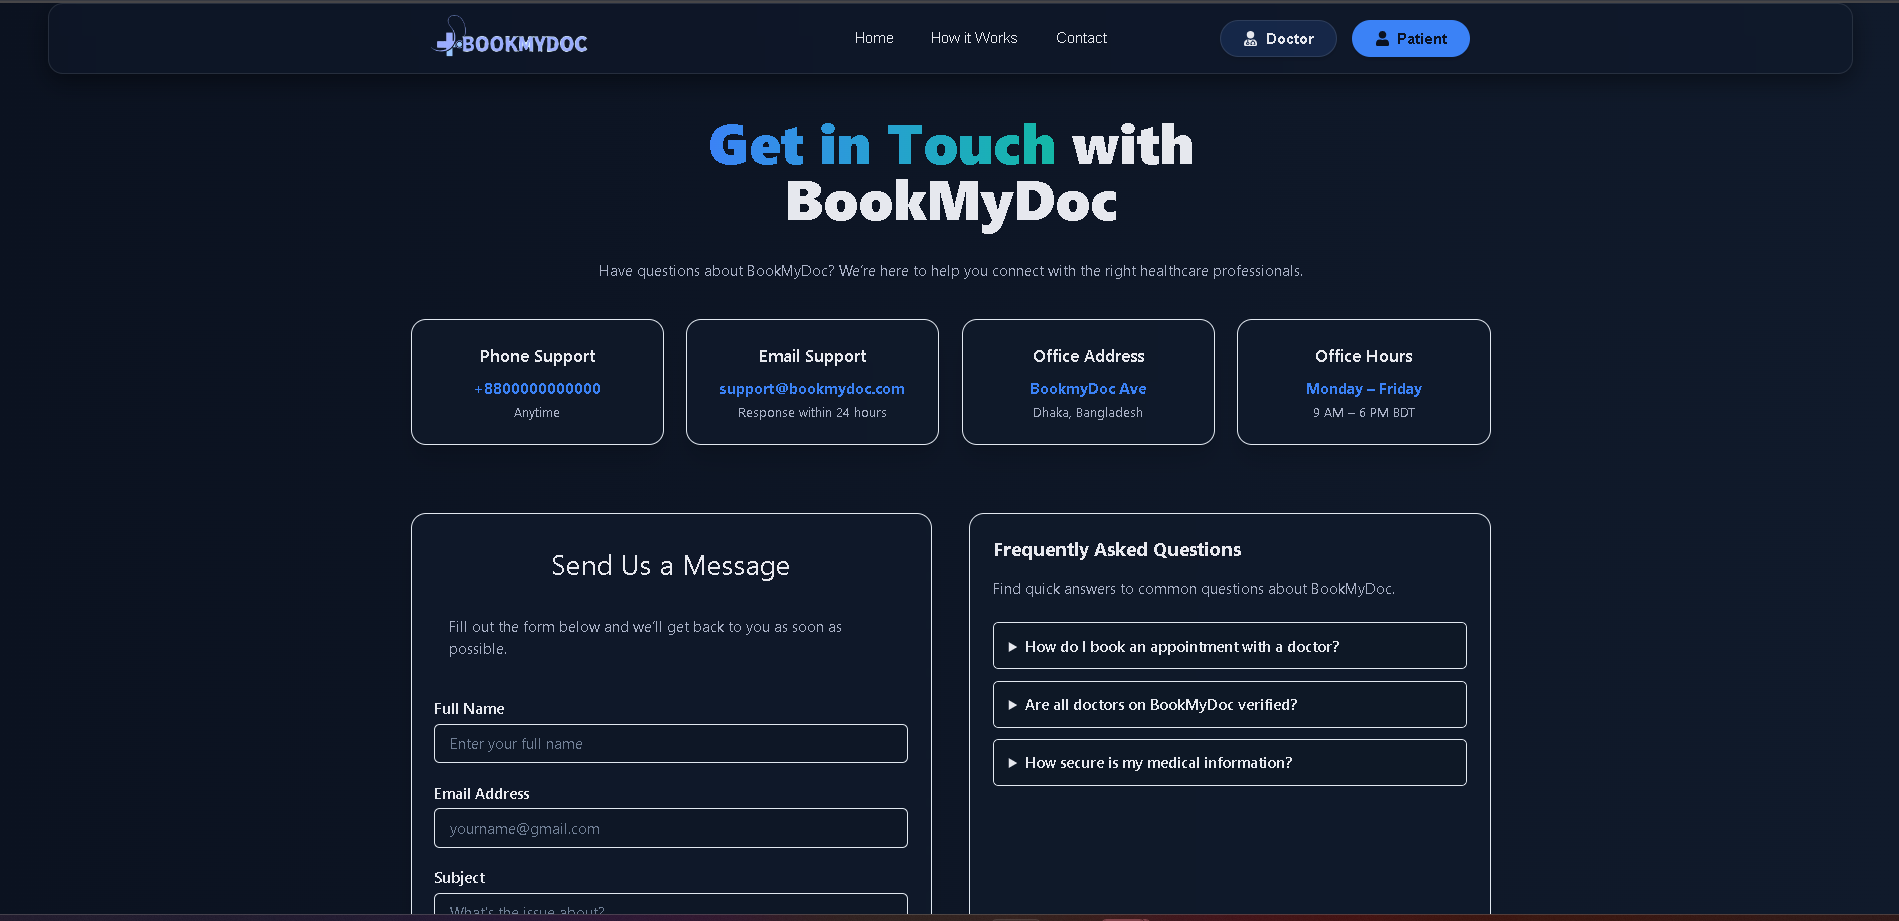 BOOKMYDOC
Home
How it Works
Contact
Doctor
Patient
Get in Touch with
BookMyDoc
Have questions about BookMyDoc? We're here to help you connect with the right healthcare professionals.
Phone Support
+8800000000000
Anytime
Email Support
support@bookmydoc.com
Response within 24 hours
Office Address
BookmyDoc Ave
Dhaka, Bangladesh
Office Hours
Monday – Friday
9 AM – 6 PM BDT
Send Us a Message
Fill out the form below and we'll get back to you as soon as
possible.
Full Name
Enter your full name
Email Address
yourname@gmail.com
Subject
What's the issue about?
Frequently Asked Questions
Find quick answers to common questions about BookMyDoc.
How do I book an appointment with a doctor?
Are all doctors on BookMyDoc verified?
How secure is my medical information?